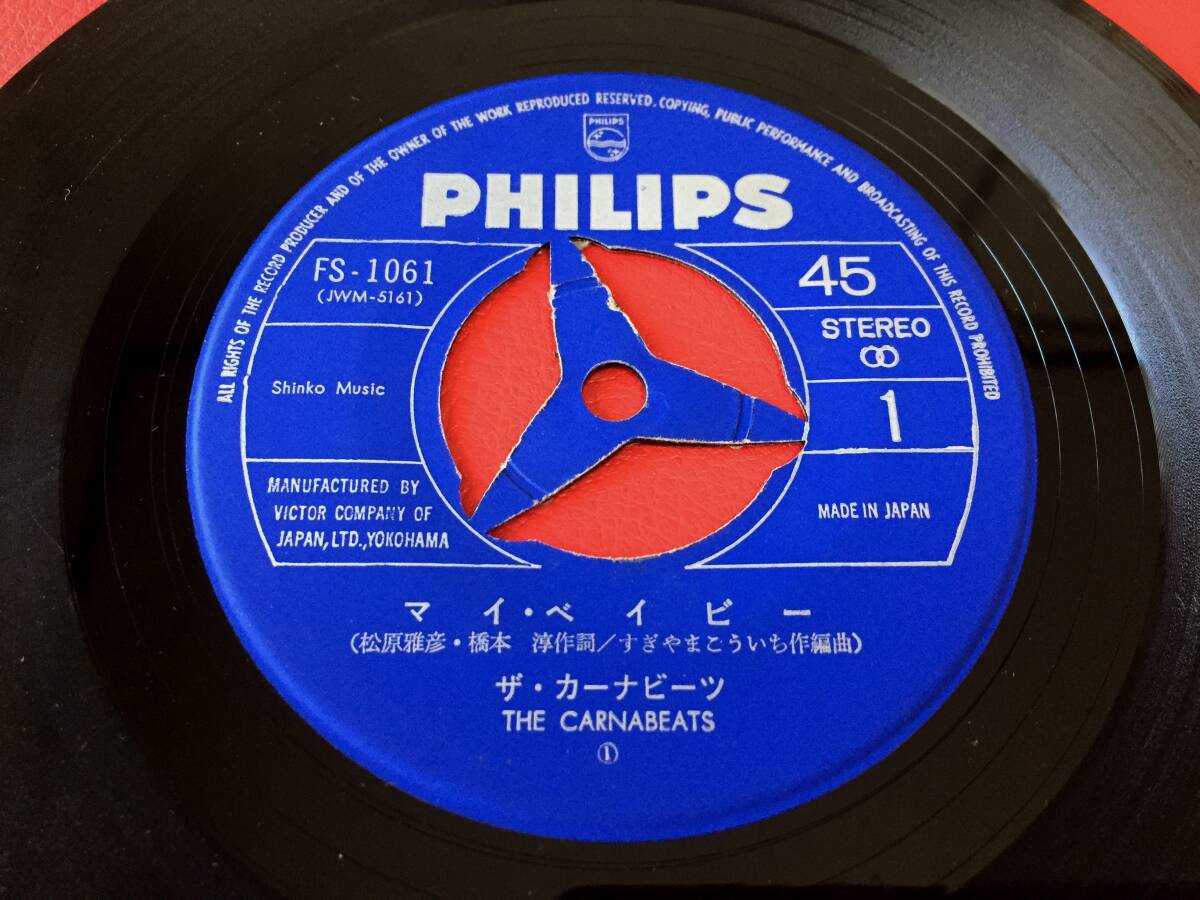 ALL RIGHTS OF THE RECORD PRODUCER AND OF THE OWNER OF THE WORK REPRODUCED RESERVED. COPYING, PUBLIC PERFORMANCE AND BROADCASTING OF THIS RECORD PROHIBITED
PHILIPS
PHILIPS
FS-1061
(JWM-5161)
45
STEREO
Shinko Music
1
MANUFACTURED BY
VICTOR COMPANY OF
JAPAN, LTD., YOKOHAMA
MADE IN JAPAN
マイ・ベイビー
(松原雅彦・橋本 淳作詞/すぎやまこういち作編曲)
ザ・カーナビーツ
THE CARNABEATS
①